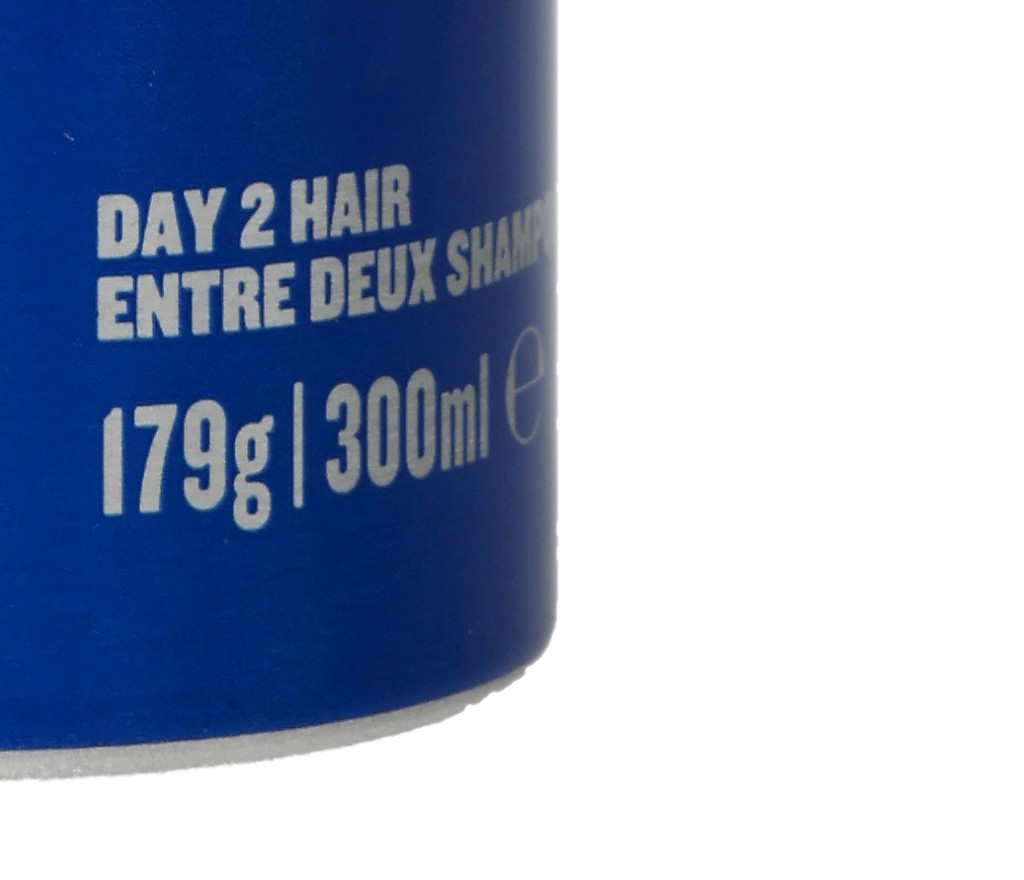 DAY 2 HAIR
ENTRE DEUX
179g | 300ml ℮